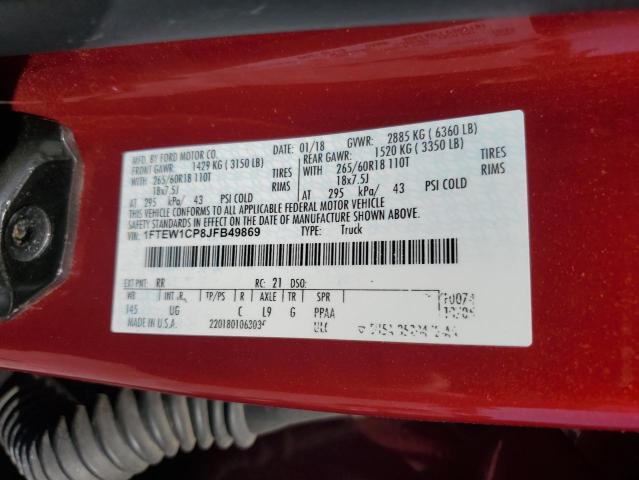 MFD. BY FORD MOTOR CO.
DATE: 01/18 GVWR: 2885 KG ( 6360 LB)
FRONT GAWR: 1429 KG ( 3150 LB)
REAR GAWR: 1520 KG ( 3350 LB)
265/60R18 110T TIRES
265/60R18 110T TIRES
18x7.5J RIMS
18x7.5J RIMS
AT 295 kPa/ 43 PSI COLD
AT 295 kPa/ 43 PSI COLD
THIS VEHICLE CONFORMS TO ALL APPLICABLE FEDERAL MOTOR VEHICLE
SAFETY STANDARDS IN EFFECT ON THE DATE OF MANUFACTURE SHOWN ABOVE.
VIN: 1FTEW1CP8JFB49869 TYPE: Truck
EXT PNT: RR RC: 21 DSO:
WB INT TR TP/PS R AXLE TR SPR
145 UG C L9 G PPAA
MADE IN U.S.A.